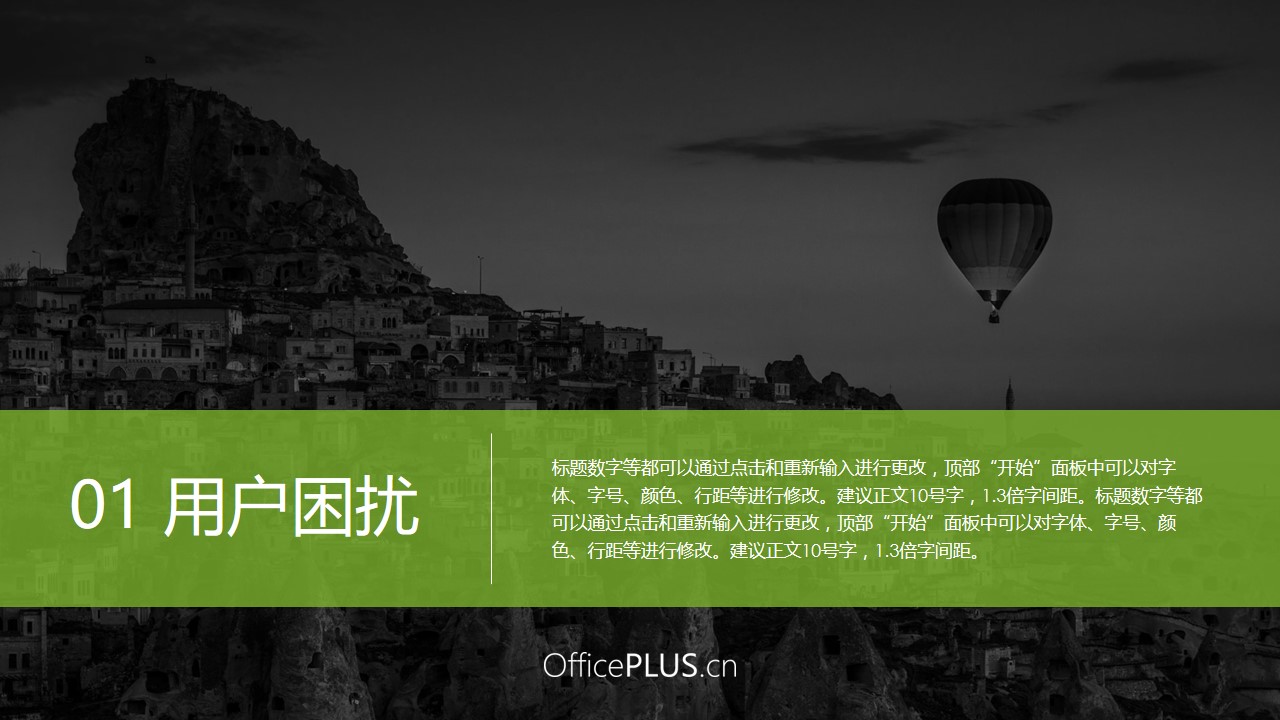 01 用户困扰
标题数字等都可以通过点击和重新输入进行更改，顶部“开始”面板中可以对字
体、字号、颜色、行距等进行修改。建议正文10号字，1.3倍字间距。标题数字等都
可以通过点击和重新输入进行更改，顶部“开始”面板中可以对字体、字号、颜
色、行距等进行修改。建议正文10号字，1.3倍字间距。
OfficePLUS.cn